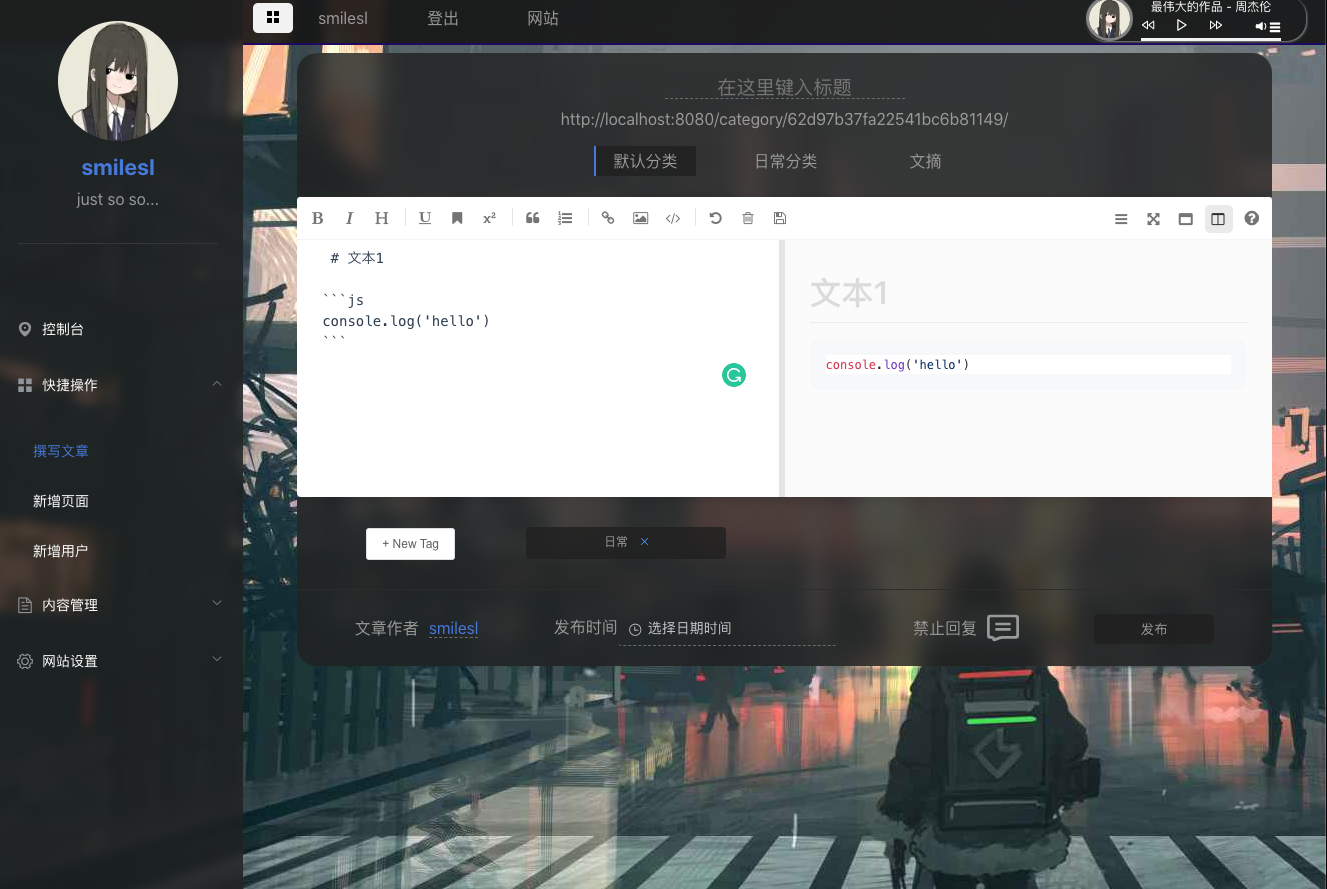 smilesl
just so so...
控制台
快捷操作
撰写文章
新增页面
新增用户
内容管理
网站设置
smilesl 登出 网站
最伟大的作品 - 周杰伦
在这里键入标题
http://localhost:8080/category/62d97b37fa22541bc6b81149/
默认分类 日常分类 文摘
# 文本1
```js
console.log('hello')
```
文本1
console.log('hello')
+ New Tag
日常 ×
文章作者 smilesl 发布时间 选择日期时间 禁止回复 发布